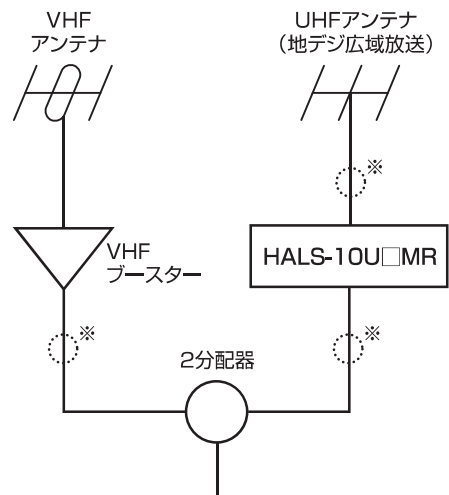 VHF
アンテナ
UHFアンテナ
(地デジ広域放送)
※
VHF
ブースター
HALS-10U□MR
※
※
2分配器